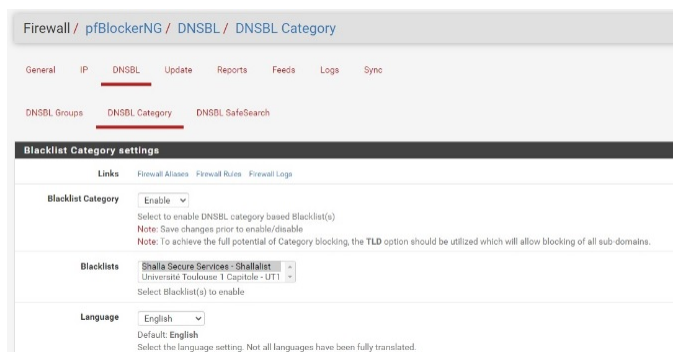 Firewall / pfBlockerNG / DNSBL / DNSBL Category
General IP DNSBL Update Reports Feeds Logs Sync
DNSBL Groups DNSBL Category DNSBL SafeSearch
Blacklist Category settings
Links Firewall Aliases Firewall Rules Firewall Logs
Blacklist Category Enable
Select to enable DNSBL category based Blacklist(s)
Note: Save changes prior to enable/disable
Note: To achieve the full potential of Category blocking, the TLD option should be utilized which will allow blocking of all sub-domains.
Blacklists Shalla Secure Services - Shallalist
Université Toulouse 1 Capitole - UT1
Select Blacklist(s) to enable
Language English
Default: English
Select the language setting. Not all languages have been fully translated.